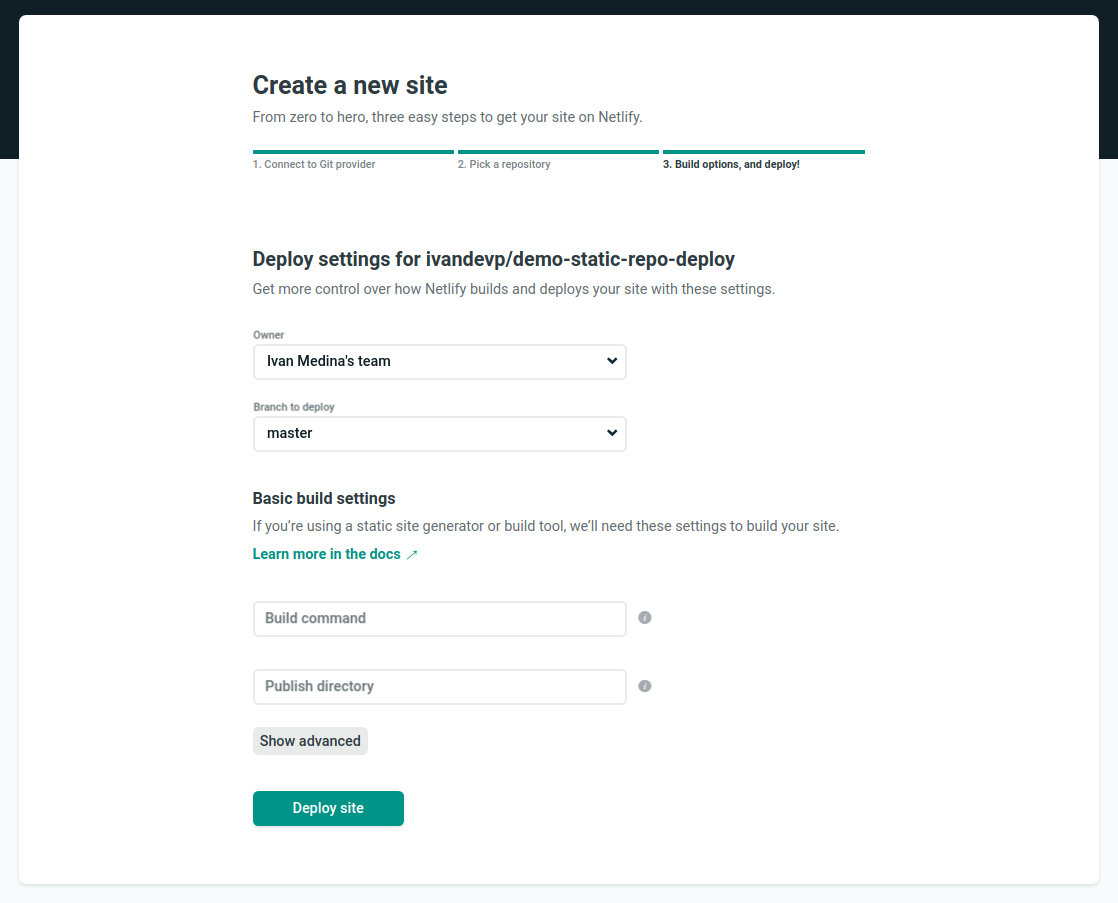 Create a new site
From zero to hero, three easy steps to get your site on Netlify.
1. Connect to Git provider
2. Pick a repository
3. Build options, and deploy!
Deploy settings for ivandevp/demo-static-repo-deploy
Get more control over how Netlify builds and deploys your site with these settings.
Owner
Ivan Medina's team
Branch to deploy
master
Basic build settings
If you’re using a static site generator or build tool, we’ll need these settings to build your site.
Learn more in the docs ↗
Build command
i
Publish directory
i
Show advanced
Deploy site